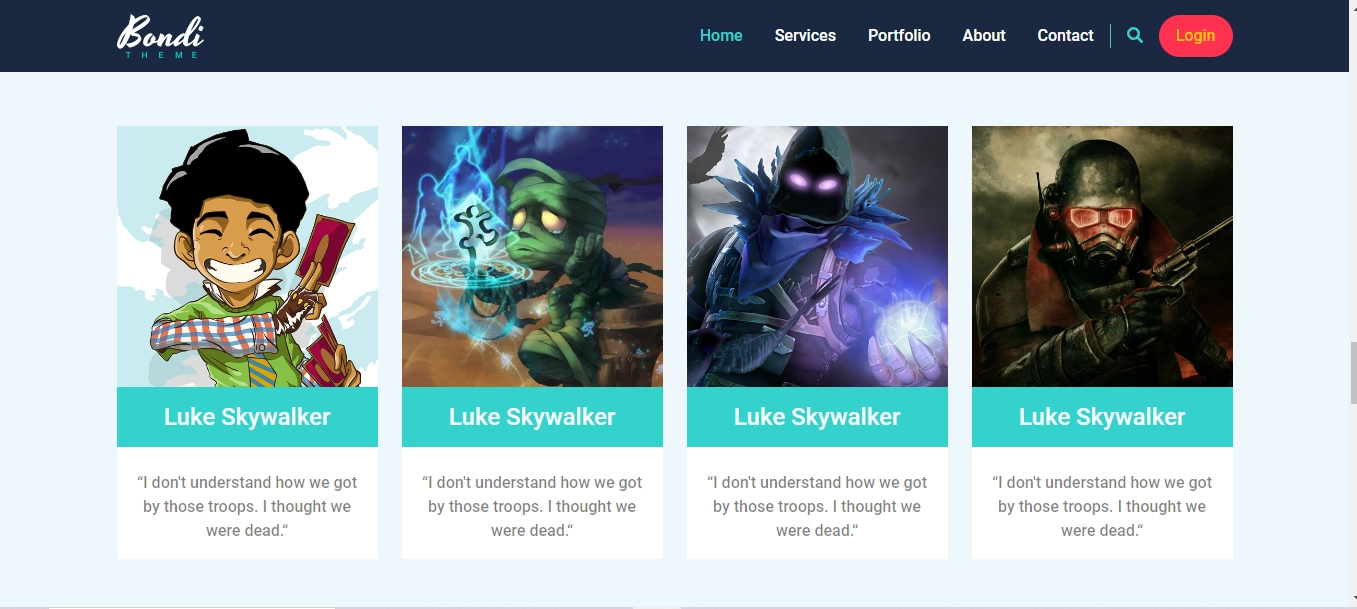 Bondi
THEME
Home Services Portfolio About Contact Login
Luke Skywalker
“I don't understand how we got
by those troops. I thought we
were dead.“
Luke Skywalker
“I don't understand how we got
by those troops. I thought we
were dead.“
Luke Skywalker
“I don't understand how we got
by those troops. I thought we
were dead.“
Luke Skywalker
“I don't understand how we got
by those troops. I thought we
were dead.“